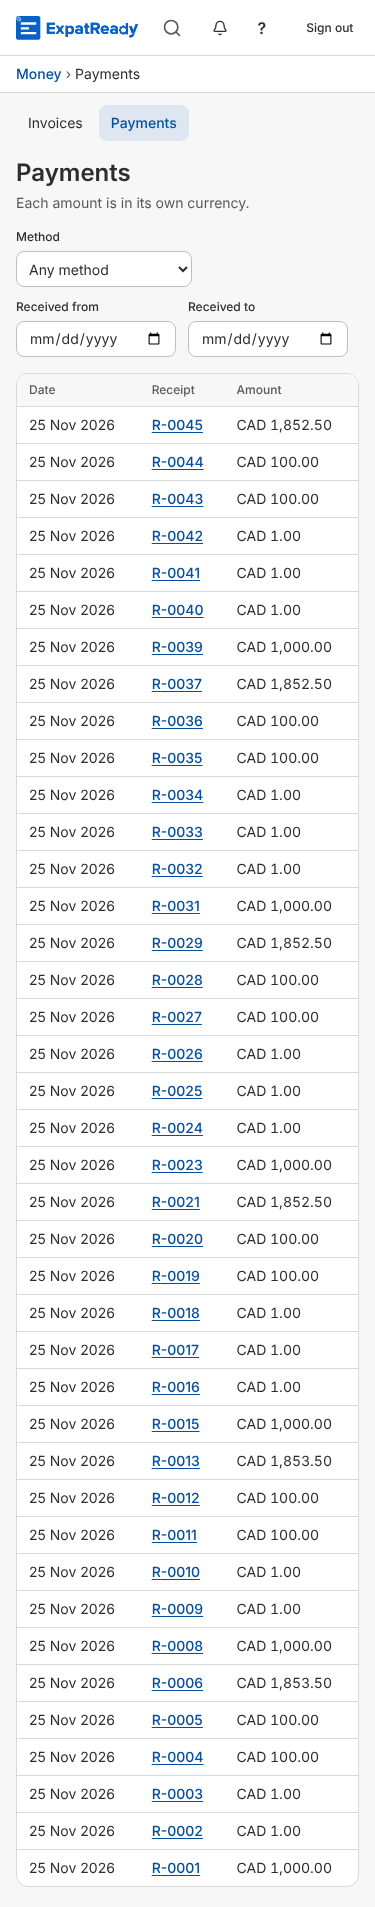 ExpatReady ? Sign out
Money › Payments
Invoices Payments
Payments
Each amount is in its own currency.
Method
Any method
Received from Received to
mm/dd/yyyy mm/dd/yyyy
Date Receipt Amount
25 Nov 2026 R-0045 CAD 1,852.50
25 Nov 2026 R-0044 CAD 100.00
25 Nov 2026 R-0043 CAD 100.00
25 Nov 2026 R-0042 CAD 1.00
25 Nov 2026 R-0041 CAD 1.00
25 Nov 2026 R-0040 CAD 1.00
25 Nov 2026 R-0039 CAD 1,000.00
25 Nov 2026 R-0037 CAD 1,852.50
25 Nov 2026 R-0036 CAD 100.00
25 Nov 2026 R-0035 CAD 100.00
25 Nov 2026 R-0034 CAD 1.00
25 Nov 2026 R-0033 CAD 1.00
25 Nov 2026 R-0032 CAD 1.00
25 Nov 2026 R-0031 CAD 1,000.00
25 Nov 2026 R-0029 CAD 1,852.50
25 Nov 2026 R-0028 CAD 100.00
25 Nov 2026 R-0027 CAD 100.00
25 Nov 2026 R-0026 CAD 1.00
25 Nov 2026 R-0025 CAD 1.00
25 Nov 2026 R-0024 CAD 1.00
25 Nov 2026 R-0023 CAD 1,000.00
25 Nov 2026 R-0021 CAD 1,852.50
25 Nov 2026 R-0020 CAD 100.00
25 Nov 2026 R-0019 CAD 100.00
25 Nov 2026 R-0018 CAD 1.00
25 Nov 2026 R-0017 CAD 1.00
25 Nov 2026 R-0016 CAD 1.00
25 Nov 2026 R-0015 CAD 1,000.00
25 Nov 2026 R-0013 CAD 1,853.50
25 Nov 2026 R-0012 CAD 100.00
25 Nov 2026 R-0011 CAD 100.00
25 Nov 2026 R-0010 CAD 1.00
25 Nov 2026 R-0009 CAD 1.00
25 Nov 2026 R-0008 CAD 1,000.00
25 Nov 2026 R-0006 CAD 1,853.50
25 Nov 2026 R-0005 CAD 100.00
25 Nov 2026 R-0004 CAD 100.00
25 Nov 2026 R-0003 CAD 1.00
25 Nov 2026 R-0002 CAD 1.00
25 Nov 2026 R-0001 CAD 1,000.00